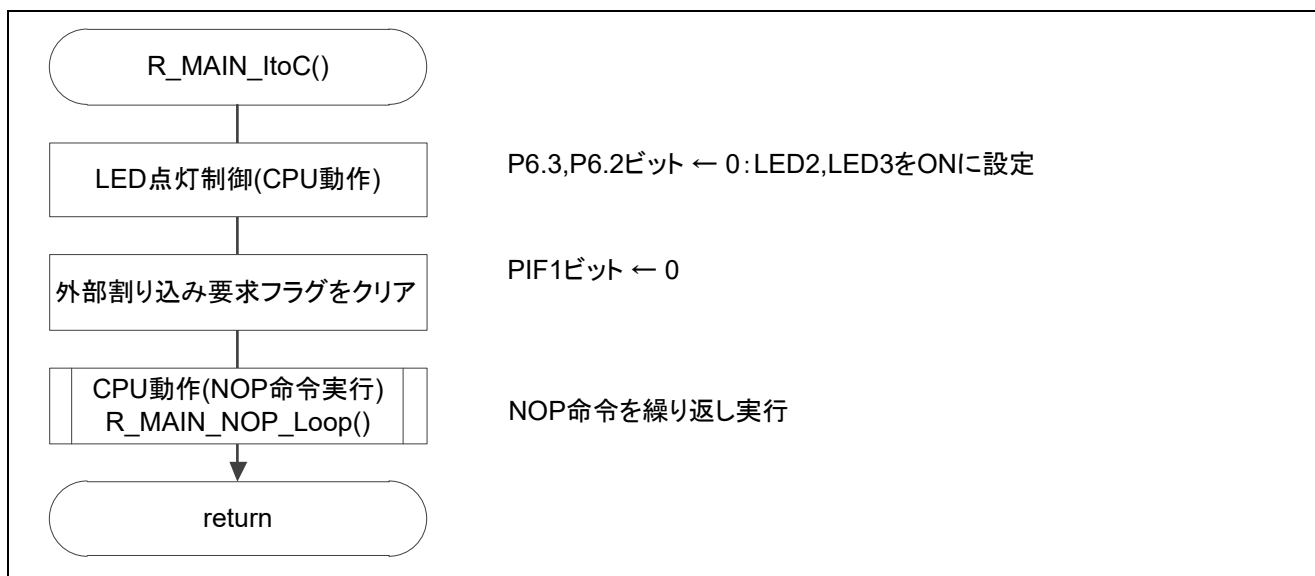 R_MAIN_ItoC()
LED点灯制御(CPU動作)
P6.3,P6.2ビット ← 0：LED2,LED3をONに設定
外部割り込み要求フラグをクリア
PIF1ビット ← 0
CPU動作(NOP命令実行)
R_MAIN_NOP_Loop()
NOP命令を繰り返し実行
return